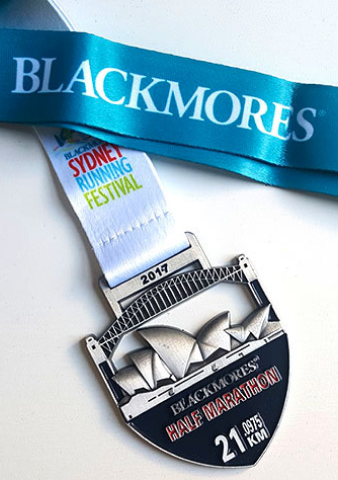 BLACKMORES®
BLACKMORES
SYDNEY
RUNNING
FESTIVAL
2017
BLACKMORES
HALF MARATHON
21.0975
KM